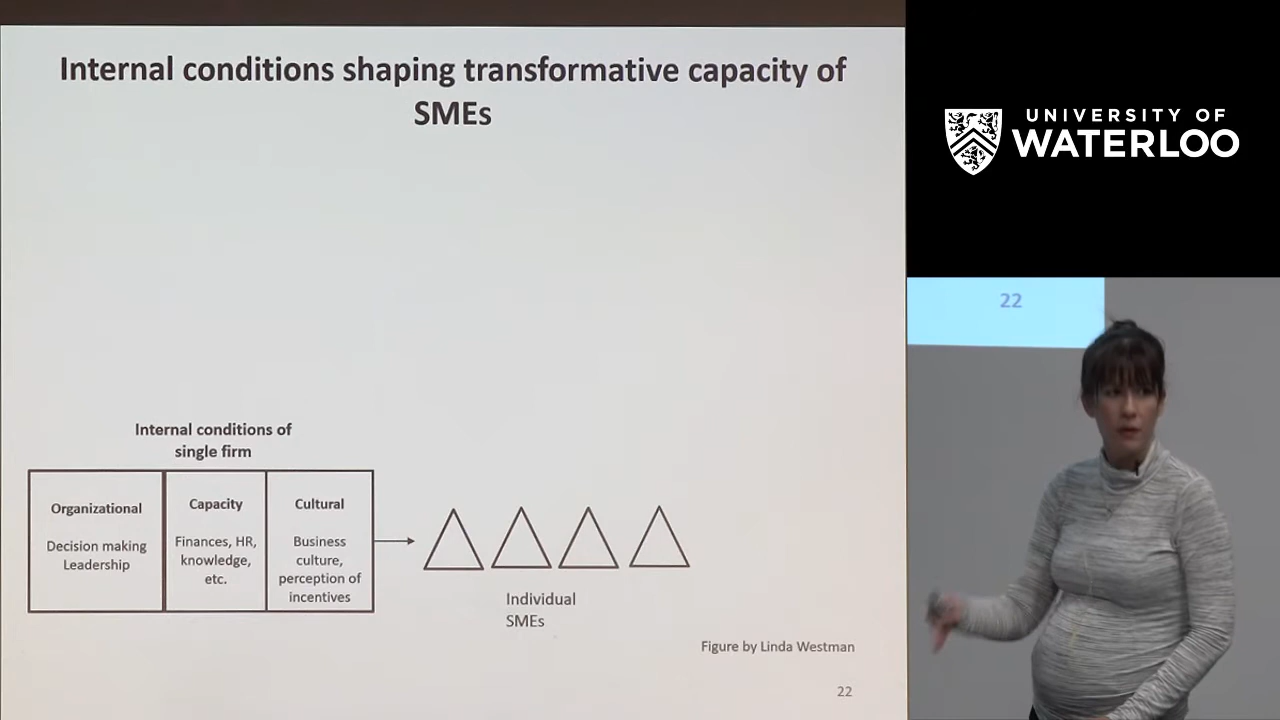 Internal conditions shaping transformative capacity of
SMEs
UNIVERSITY OF
WATERLOO
22
Internal conditions of
single firm
Organizational
Decision making
Leadership
Capacity
Finances, HR,
knowledge,
etc.
Cultural
Business
culture,
perception of
incentives
Individual
SMEs
Figure by Linda Westman
22